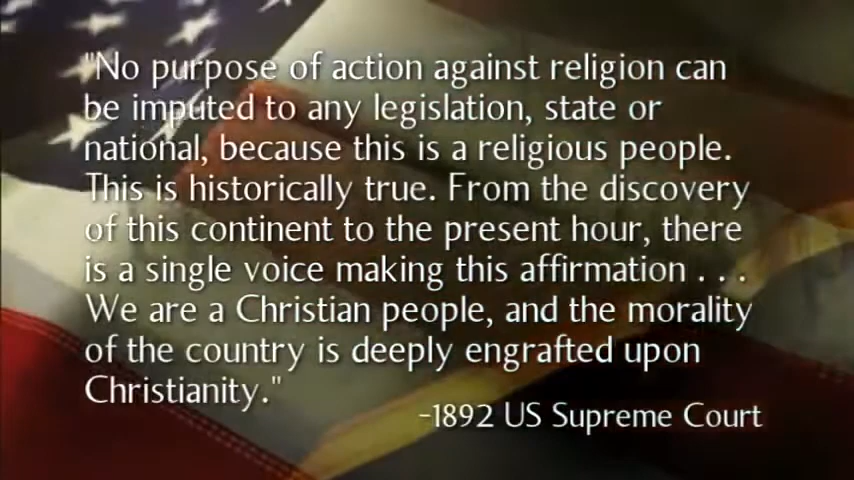 "No purpose of action against religion can
be imputed to any legislation, state or
national, because this is a religious people.
This is historically true. From the discovery
of this continent to the present hour, there
is a single voice making this affirmation . . .
We are a Christian people, and the morality
of the country is deeply engrafted upon
Christianity."
-1892 US Supreme Court